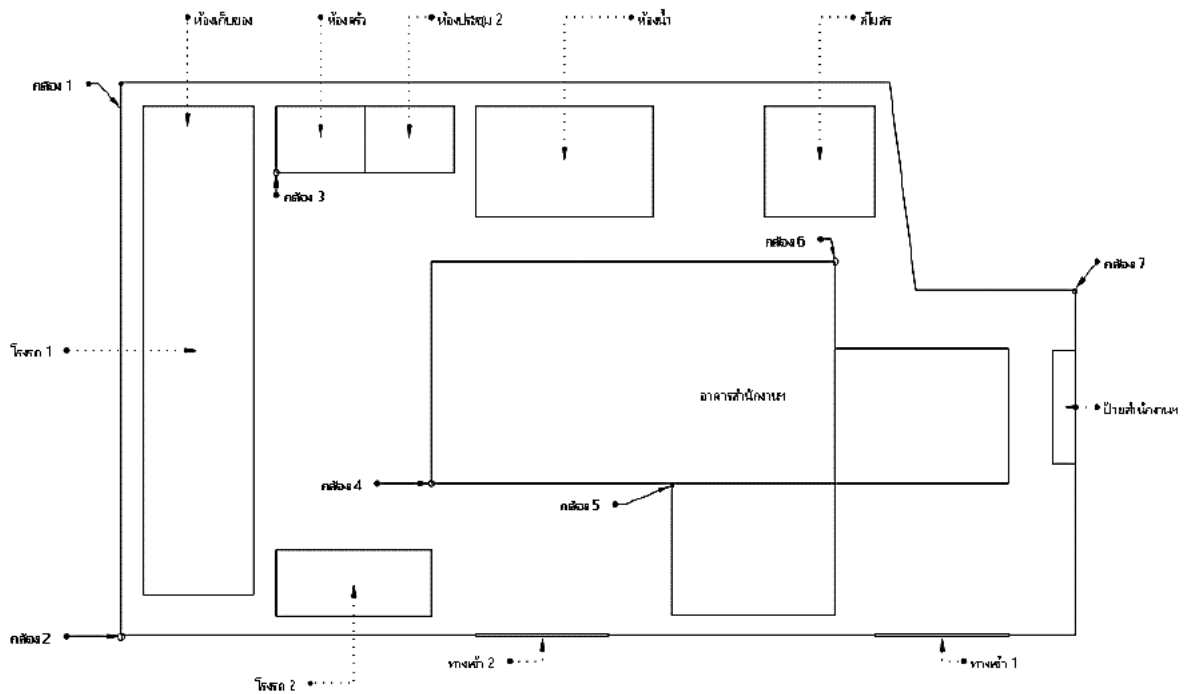 ห้องเก็บของ
ห้องครัว
ห้องประชุม 2
ห้องน้ำ
สโมสร
กล้อง 1
กล้อง 3
กล้อง 6
กล้อง 7
โรงรถ 1
อาคารสำนักงานฯ
ป้ายสำนักงานฯ
กล้อง 4
กล้อง 5
กล้อง 2
ทางเข้า 2
ทางเข้า 1
โรงรถ 2